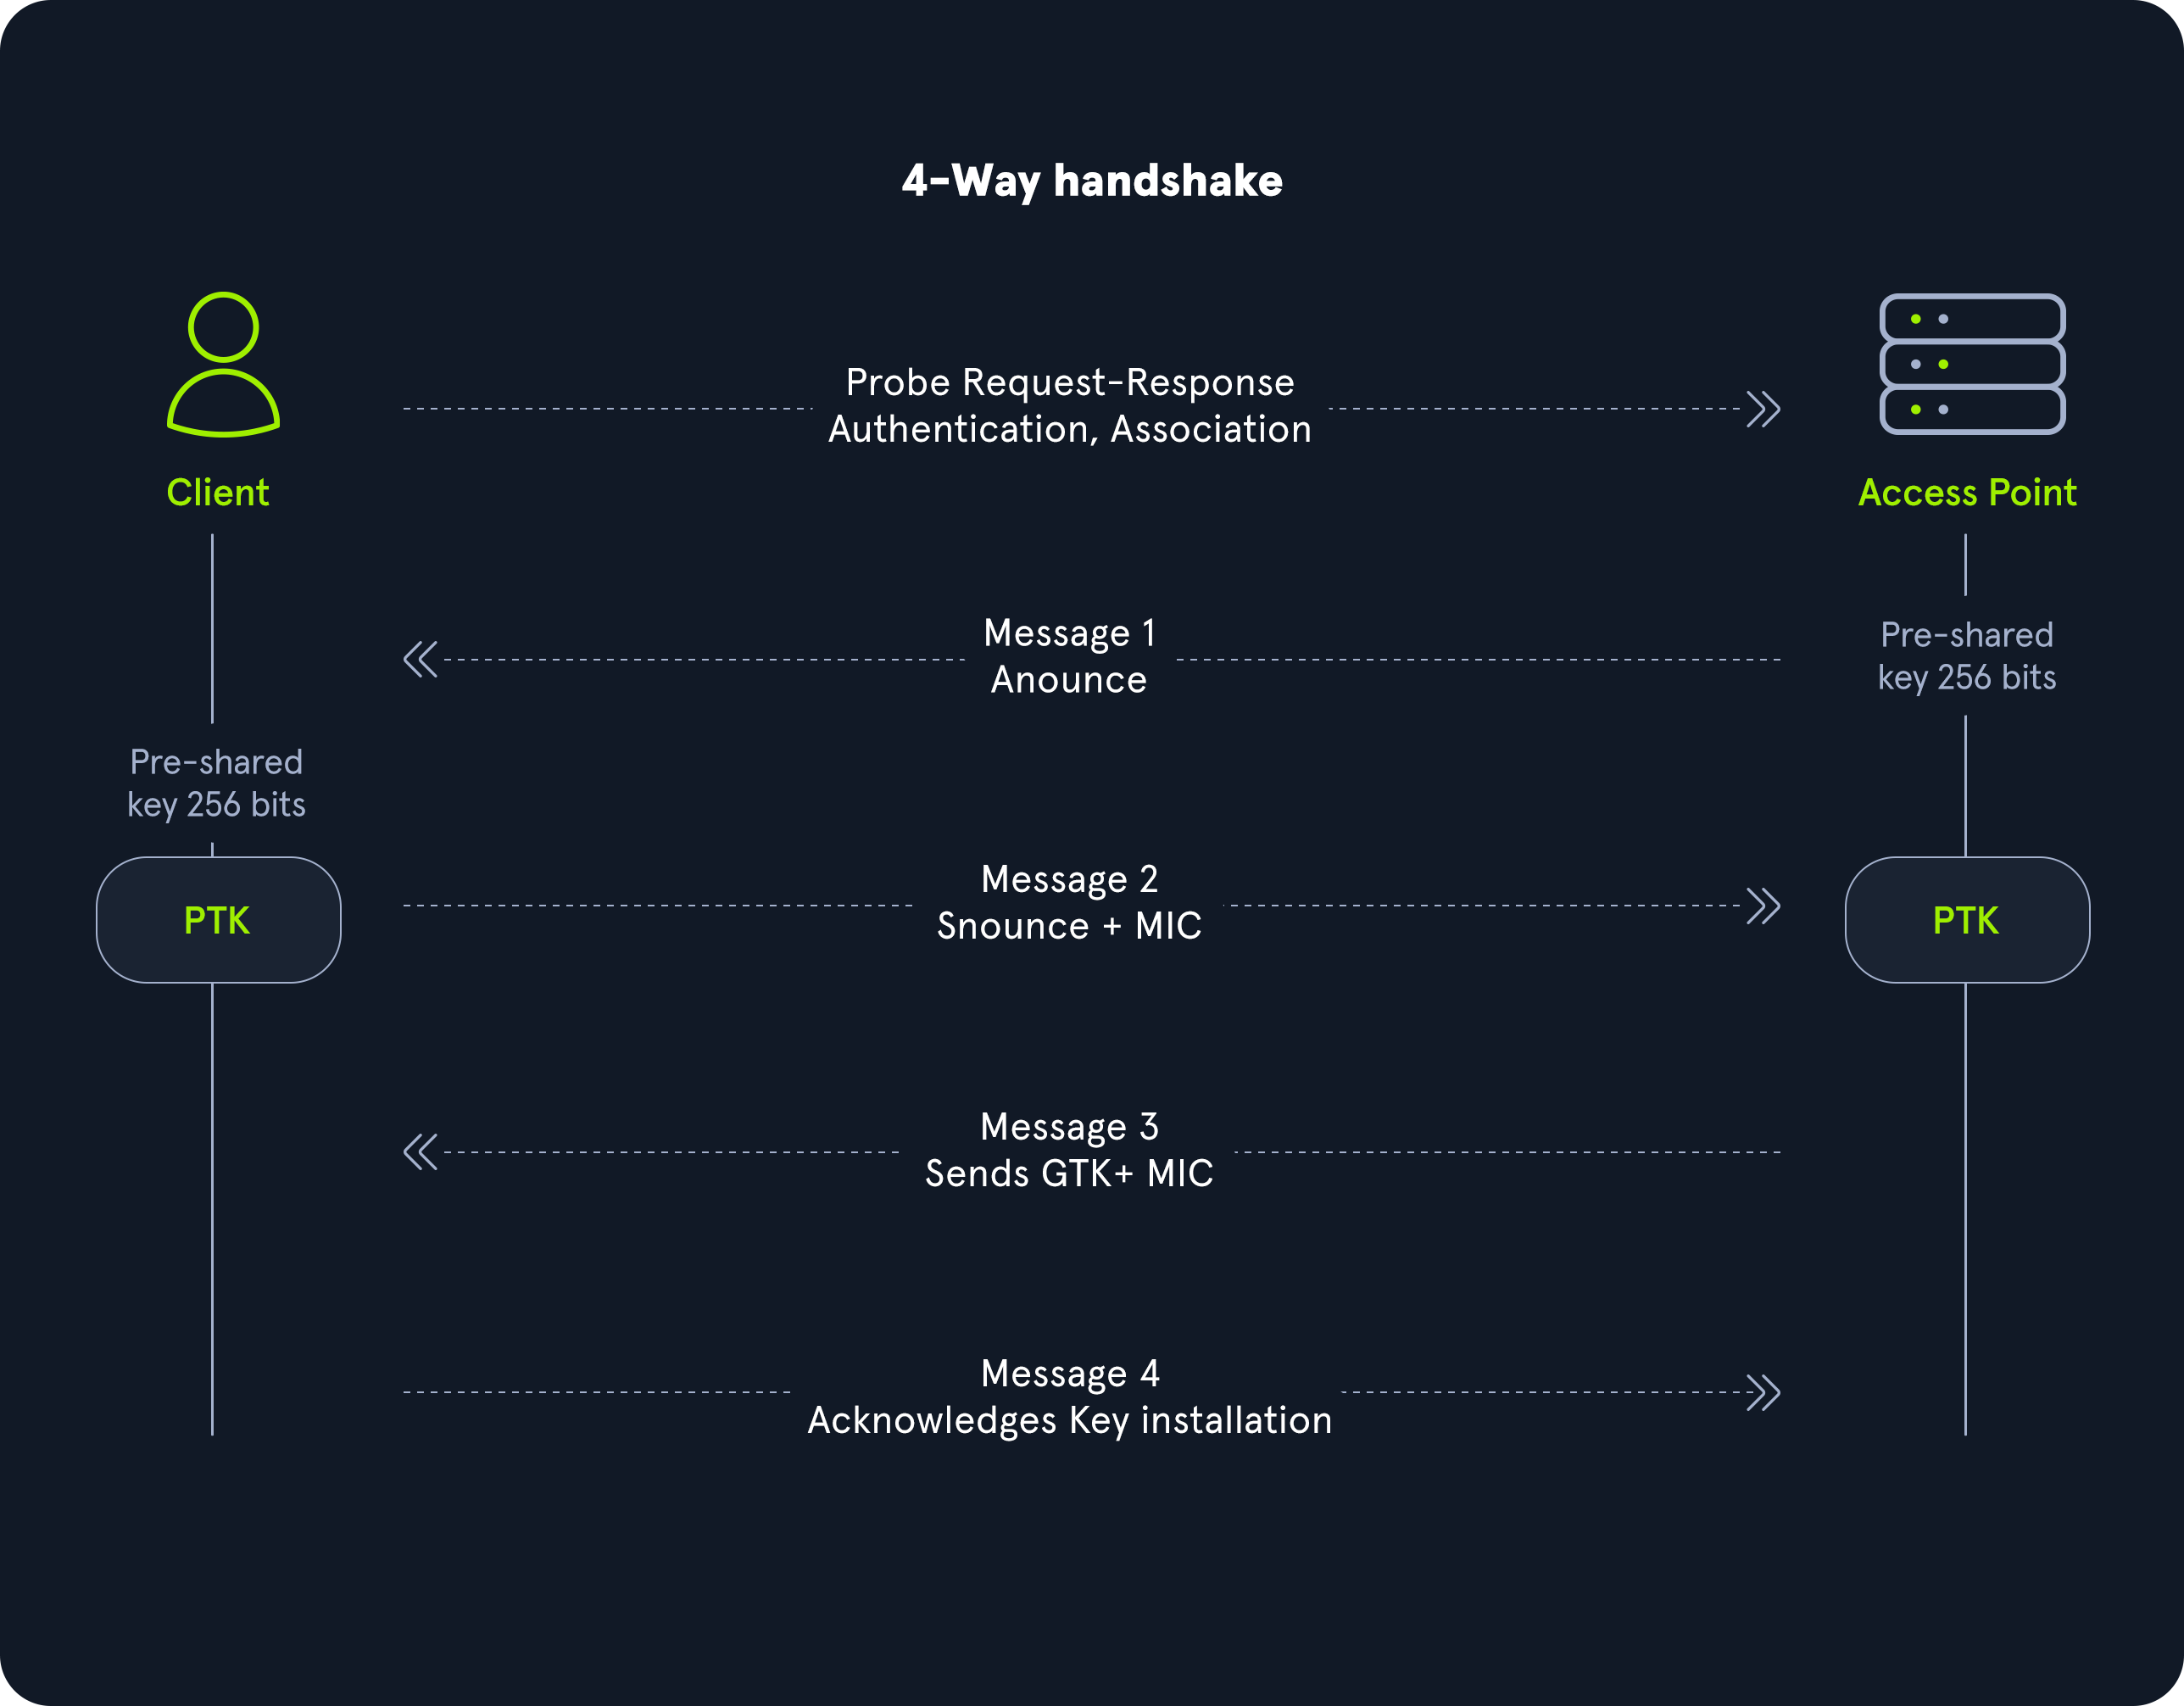 4-Way handshake
Probe Request-Response
Authentication, Association
Client
Access Point
Message 1
Anounce
Pre-shared
key 256 bits
Pre-shared
key 256 bits
Message 2
Snounce + MIC
PTK
PTK
Message 3
Sends GTK+ MIC
Message 4
Acknowledges Key installation